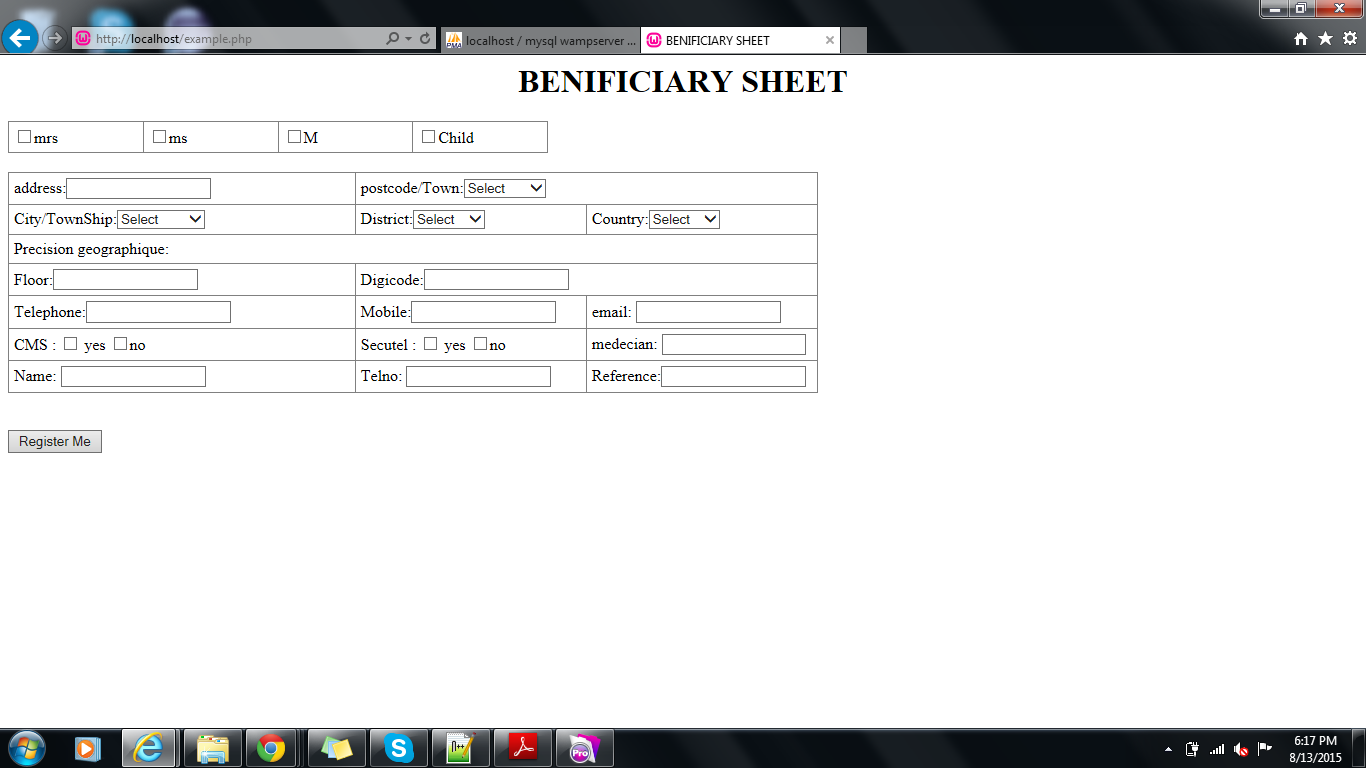 http://localhost/example.php
localhost / mysql wampserver ...
BENIFICIARY SHEET
BENIFICIARY SHEET
mrs ms M Child
address: postcode/Town: Select
City/TownShip: Select District: Select Country: Select
Precision geographique:
Floor: Digicode:
Telephone: Mobile: email:
CMS : yes no Secutel : yes no medecian:
Name: Telno: Reference:
Register Me
6:17 PM
8/13/2015